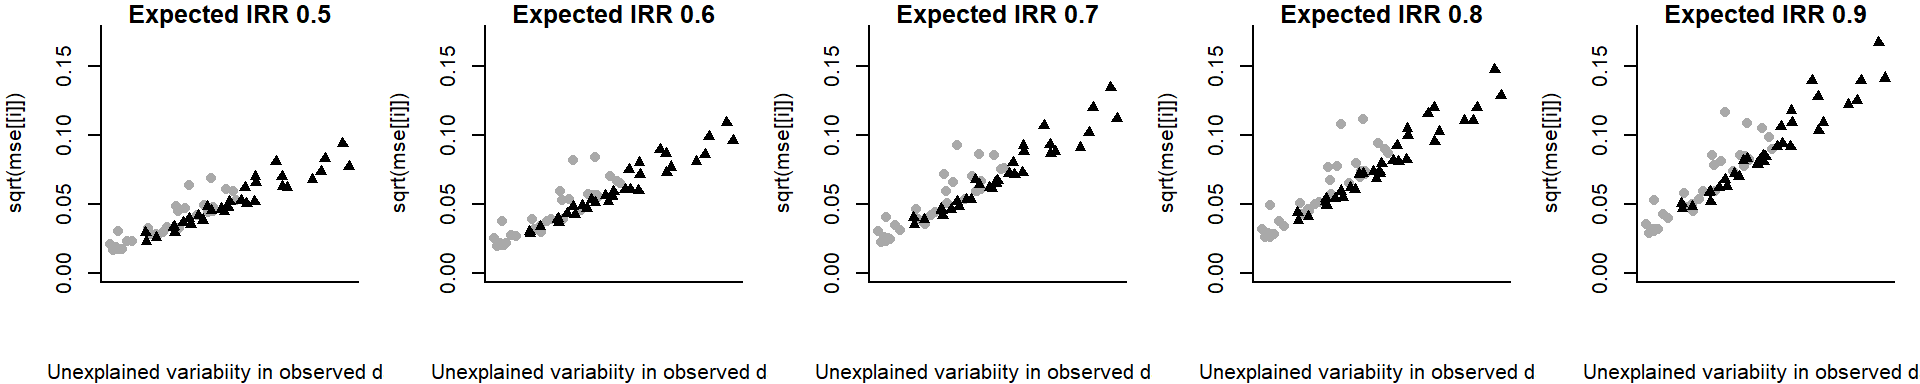 Expected IRR 0.5
sqrt(mse[[i]])
0.15
0.10
0.05
0.00
Unexplained variabiity in observed d
Expected IRR 0.6
sqrt(mse[[i]])
0.15
0.10
0.05
0.00
Unexplained variabiity in observed d
Expected IRR 0.7
sqrt(mse[[i]])
0.15
0.10
0.05
0.00
Unexplained variabiity in observed d
Expected IRR 0.8
sqrt(mse[[i]])
0.15
0.10
0.05
0.00
Unexplained variabiity in observed d
Expected IRR 0.9
sqrt(mse[[i]])
0.15
0.10
0.05
0.00
Unexplained variabiity in observed d